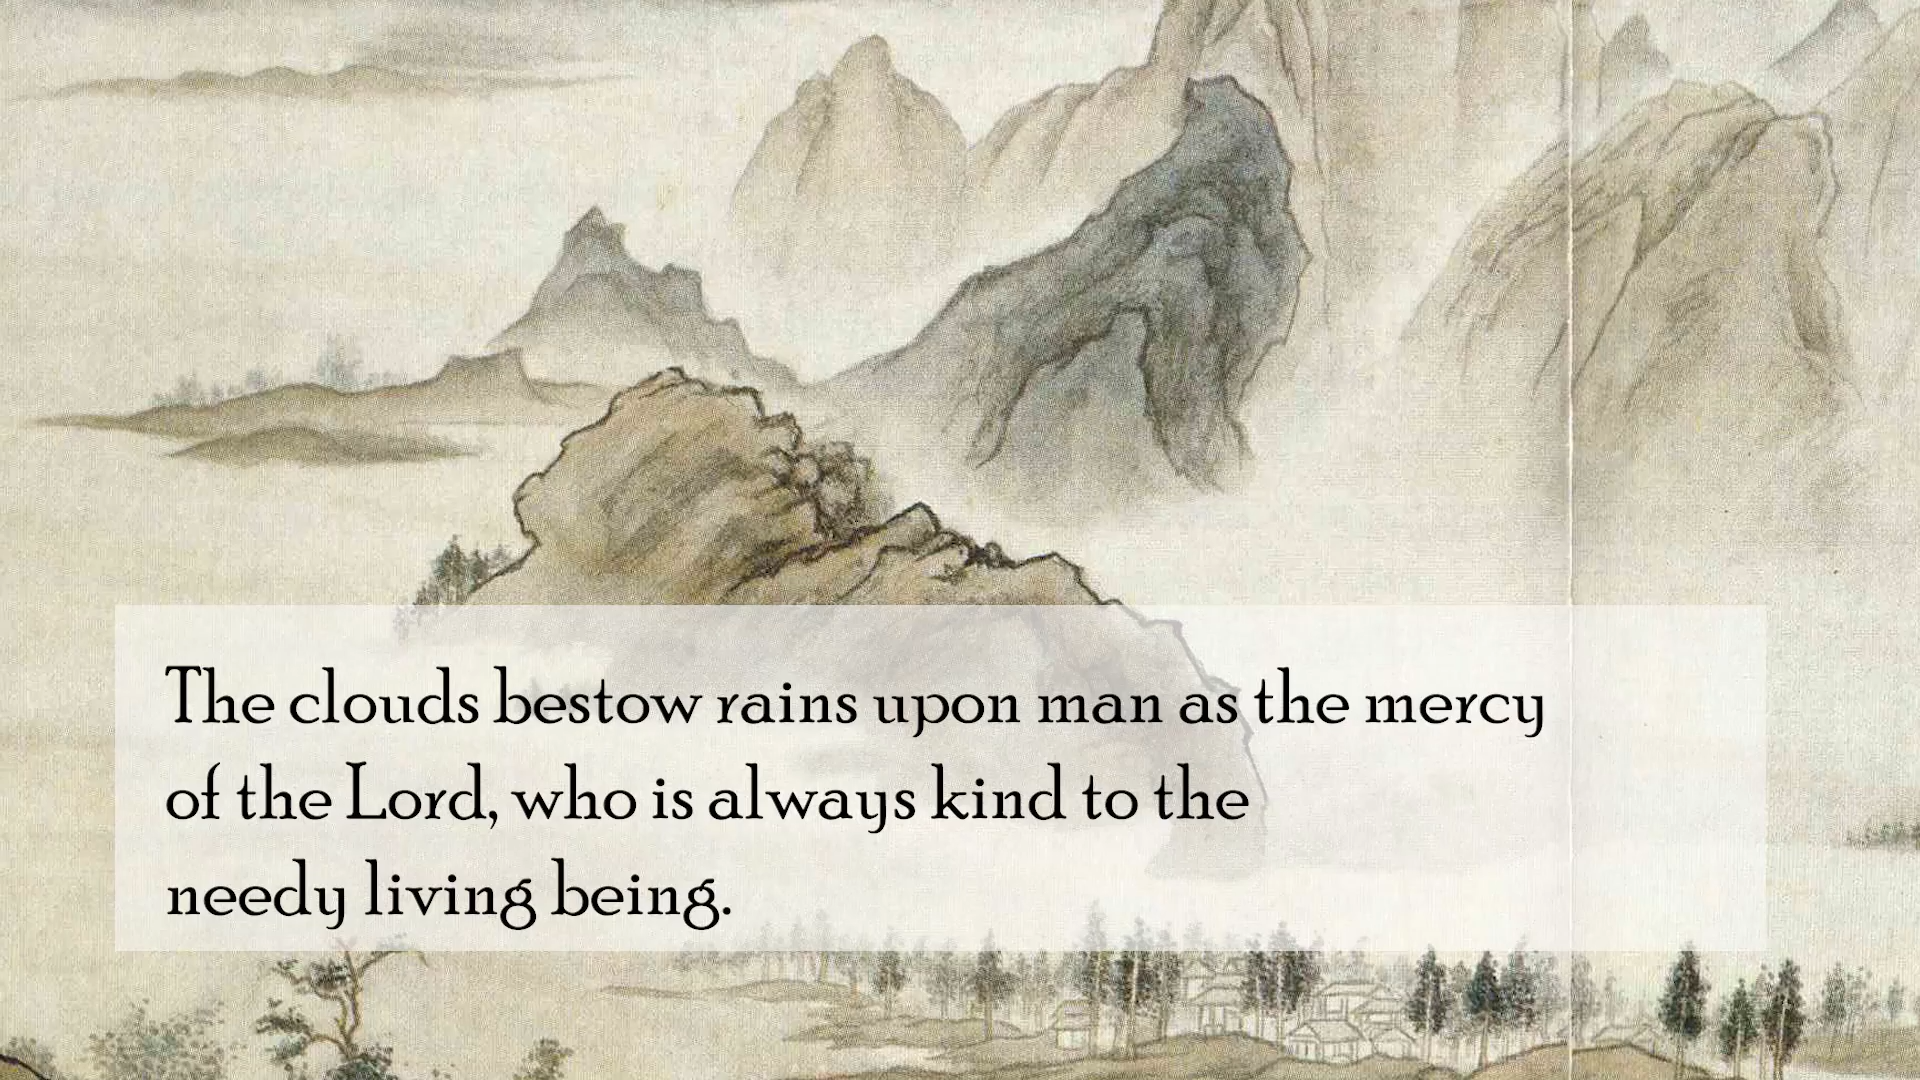 The clouds bestow rains upon man as the mercy
of the Lord, who is always kind to the
needy living being.